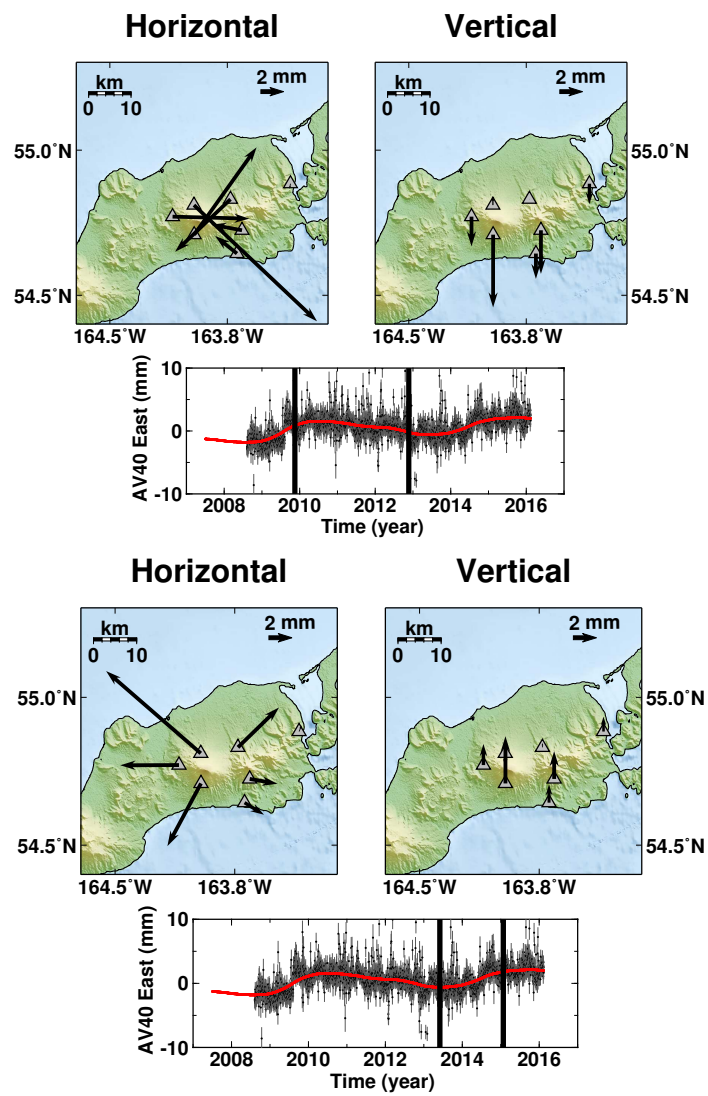 Horizontal Vertical
km 2 mm km 2 mm
0 10 0 10
55.0°N 55.0°N
54.5°N 54.5°N
164.5°W 163.8°W 164.5°W 163.8°W
AV40 East (mm)
10
0
-10
2008 2010 2012 2014 2016
Time (year)
Horizontal Vertical
km 2 mm km 2 mm
0 10 0 10
55.0°N 55.0°N
54.5°N 54.5°N
164.5°W 163.8°W 164.5°W 163.8°W
AV40 East (mm)
10
0
-10
2008 2010 2012 2014 2016
Time (year)